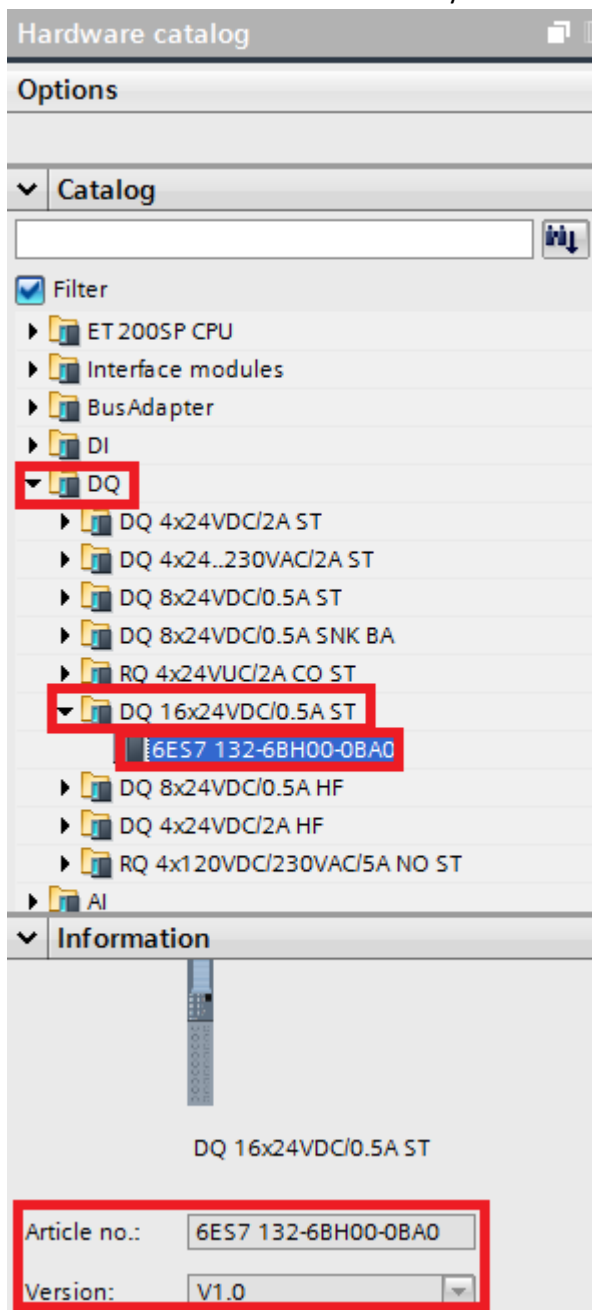 Hardware catalog
Options
Catalog
Filter
ET 200SP CPU
Interface modules
BusAdapter
DI
DQ
DQ 4x24VDC/2A ST
DQ 4x24..230VAC/2A ST
DQ 8x24VDC/0.5A ST
DQ 8x24VDC/0.5A SNK BA
RQ 4x24VUC/2A CO ST
DQ 16x24VDC/0.5A ST
6ES7 132-6BH00-0BA0
DQ 8x24VDC/0.5A HF
DQ 4x24VDC/2A HF
RQ 4x120VDC/230VAC/5A NO ST
AI
Information
DQ 16x24VDC/0.5A ST
Article no.: 6ES7 132-6BH00-0BA0
Version: V1.0